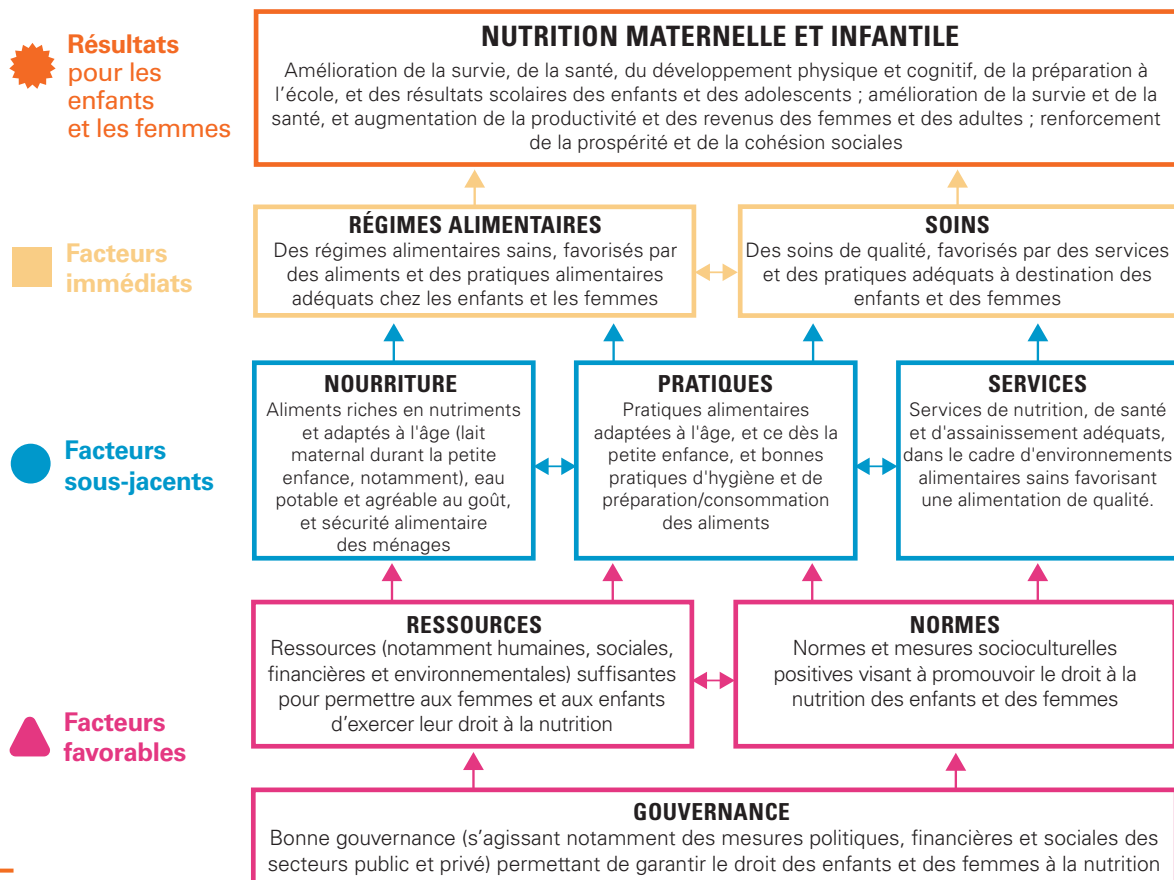 Résultats
pour les
enfants
et les femmes
NUTRITION MATERNELLE ET INFANTILE
Amélioration de la survie, de la santé, du développement physique et cognitif, de la préparation à
l'école, et des résultats scolaires des enfants et des adolescents ; amélioration de la survie et de la
santé, et augmentation de la productivité et des revenus des femmes et des adultes ; renforcement
de la prospérité et de la cohésion sociales
Facteurs
immédiats
RÉGIMES ALIMENTAIRES
Des régimes alimentaires sains, favorisés par
des aliments et des pratiques alimentaires
adéquats chez les enfants et les femmes
SOINS
Des soins de qualité, favorisés par des services
et des pratiques adéquats à destination des
enfants et des femmes
Facteurs
sous-jacents
NOURRITURE
Aliments riches en nutriments
et adaptés à l'âge (lait
maternal durant la petite
enfance, notamment), eau
potable et agréable au goût,
et sécurité alimentaire
des ménages
PRATIQUES
Pratiques alimentaires
adaptées à l'âge, et ce dès la
petite enfance, et bonnes
pratiques d'hygiène et de
préparation/consommation
des aliments
SERVICES
Services de nutrition, de santé
et d'assainissement adéquats,
dans le cadre d'environnements
alimentaires sains favorisant
une alimentation de qualité.
Facteurs
favorables
RESSOURCES
Ressources (notamment humaines, sociales,
financières et environnementales) suffisantes
pour permettre aux femmes et aux enfants
d'exercer leur droit à la nutrition
NORMES
Normes et mesures socioculturelles
positives visant à promouvoir le droit à la
nutrition des enfants et des femmes
GOUVERNANCE
Bonne gouvernance (s'agissant notamment des mesures politiques, financières et sociales des
secteurs public et privé) permettant de garantir le droit des enfants et des femmes à la nutrition